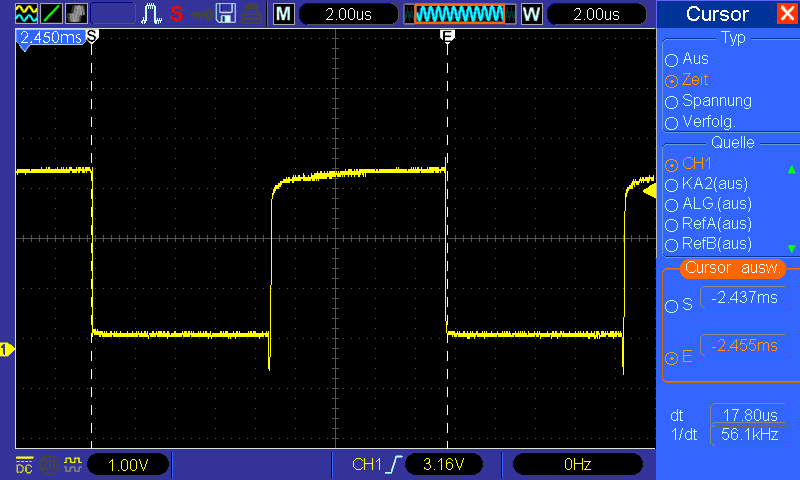 S M 2.00us W 2.00us Cursor
2.450ms S E
Typ
Aus
Zeit
Spannung
Verfolg.
Quelle
CH1
KA2(aus)
ALG.(aus)
RefA(aus)
RefB(aus)
Cursor ausw.
S -2.437ms
E -2.455ms
1
dt 17.80us
1/dt 56.1kHz
DC 1.00V CH1 3.16V 0Hz